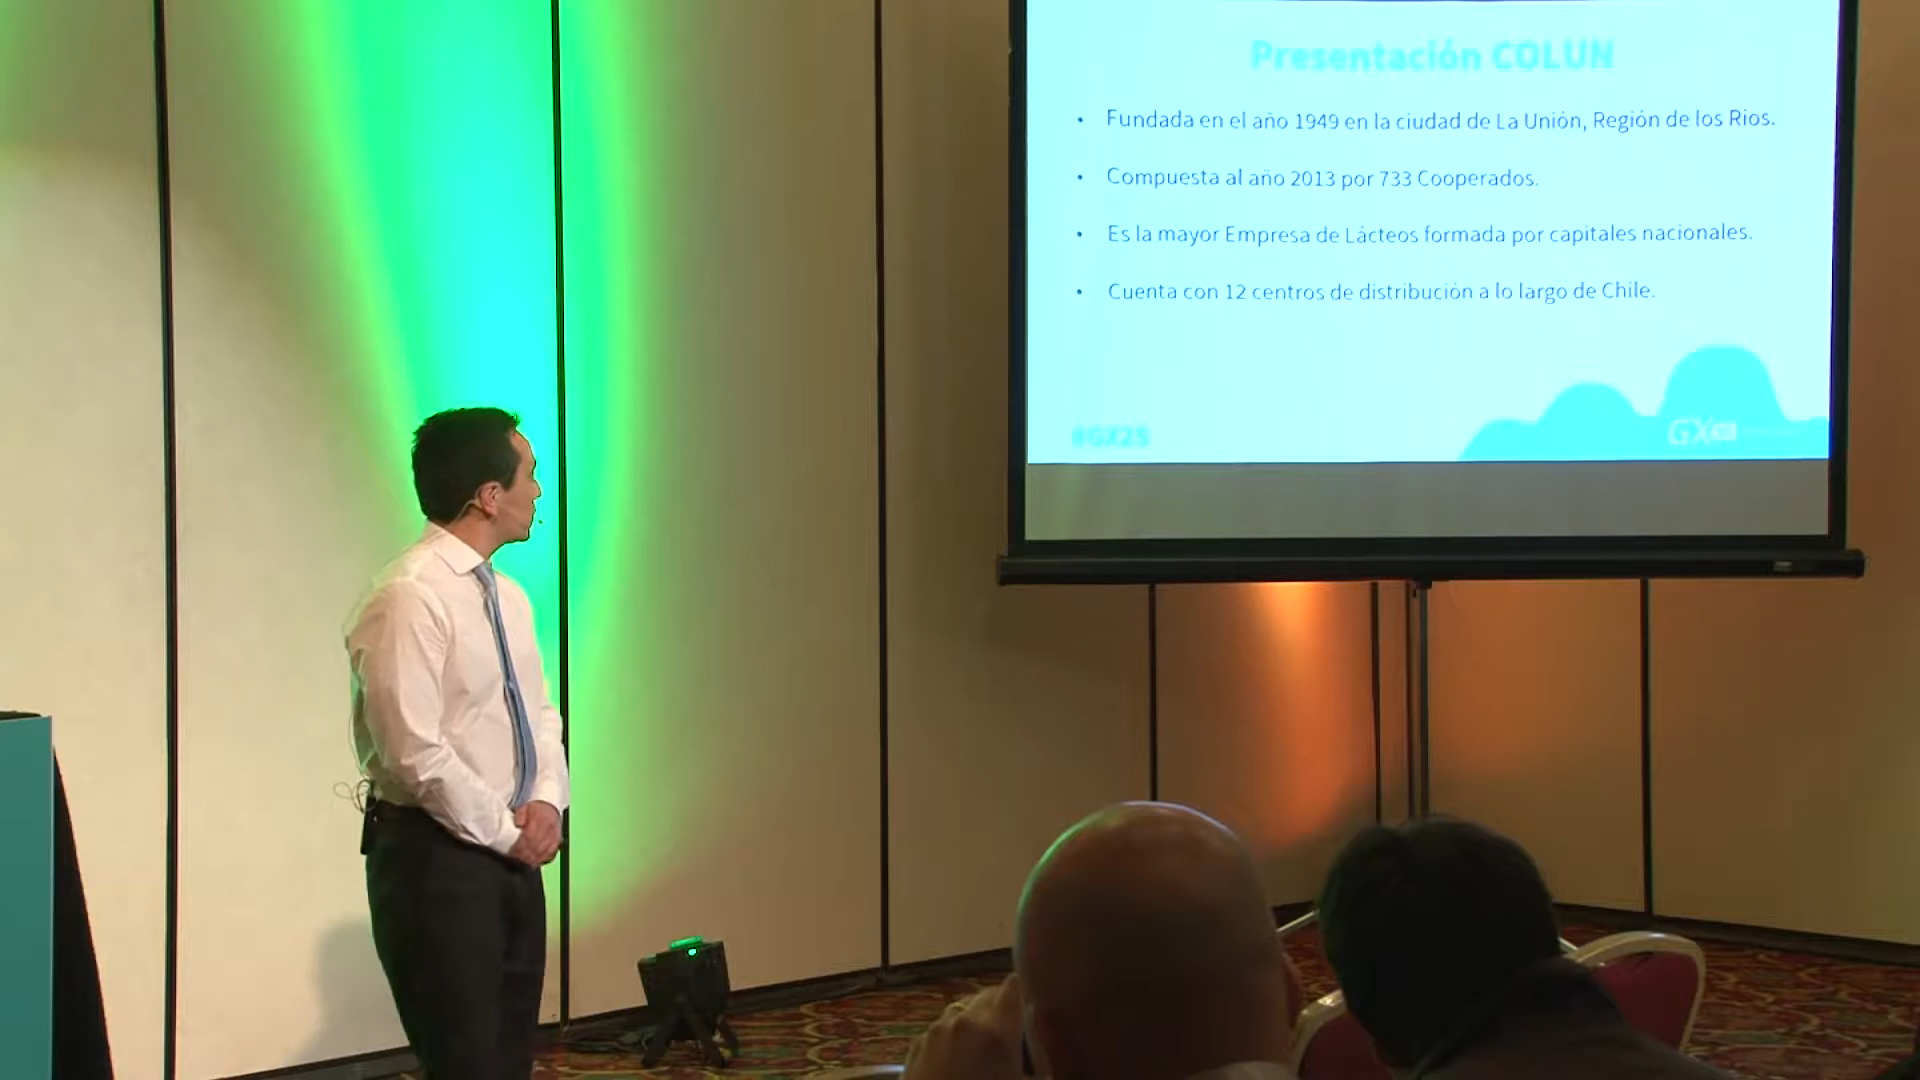 Presentación COLUN
• Fundada en el año 1949 en la ciudad de La Unión, Región de los Rios.
• Compuesta al año 2013 por 733 Cooperados.
• Es la mayor Empresa de Lácteos formada por capitales nacionales.
• Cuenta con 12 centros de distribución a lo largo de Chile.
#GX25
GX